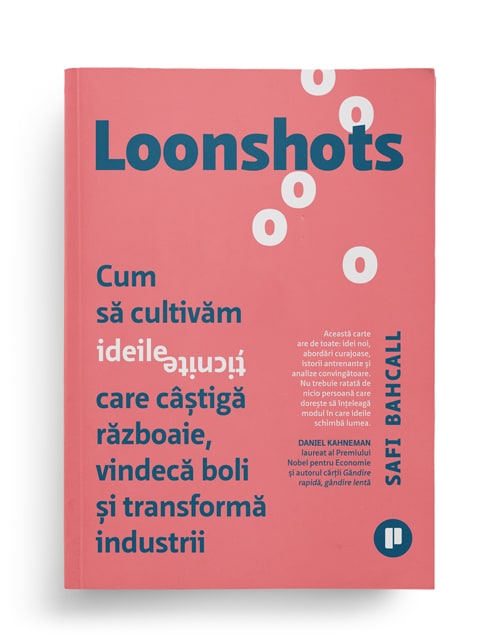 Loonshots
Cum
să cultivăm
ideile țicnite
care câștigă
războaie,
vindecă boli
și transformă
industrii
Această carte
are de toate: idei noi,
abordări curajoase,
istorii antrenante și
analize convingătoare.
Nu trebuie ratată de
nicio persoană care
dorește să înțeleagă
modul în care ideile
schimbă lumea.
DANIEL KAHNEMAN
laureat al Premiului
Nobel pentru Economie
și autorul cărții Gândire
rapidă, gândire lentă
SAFI BAHCALL